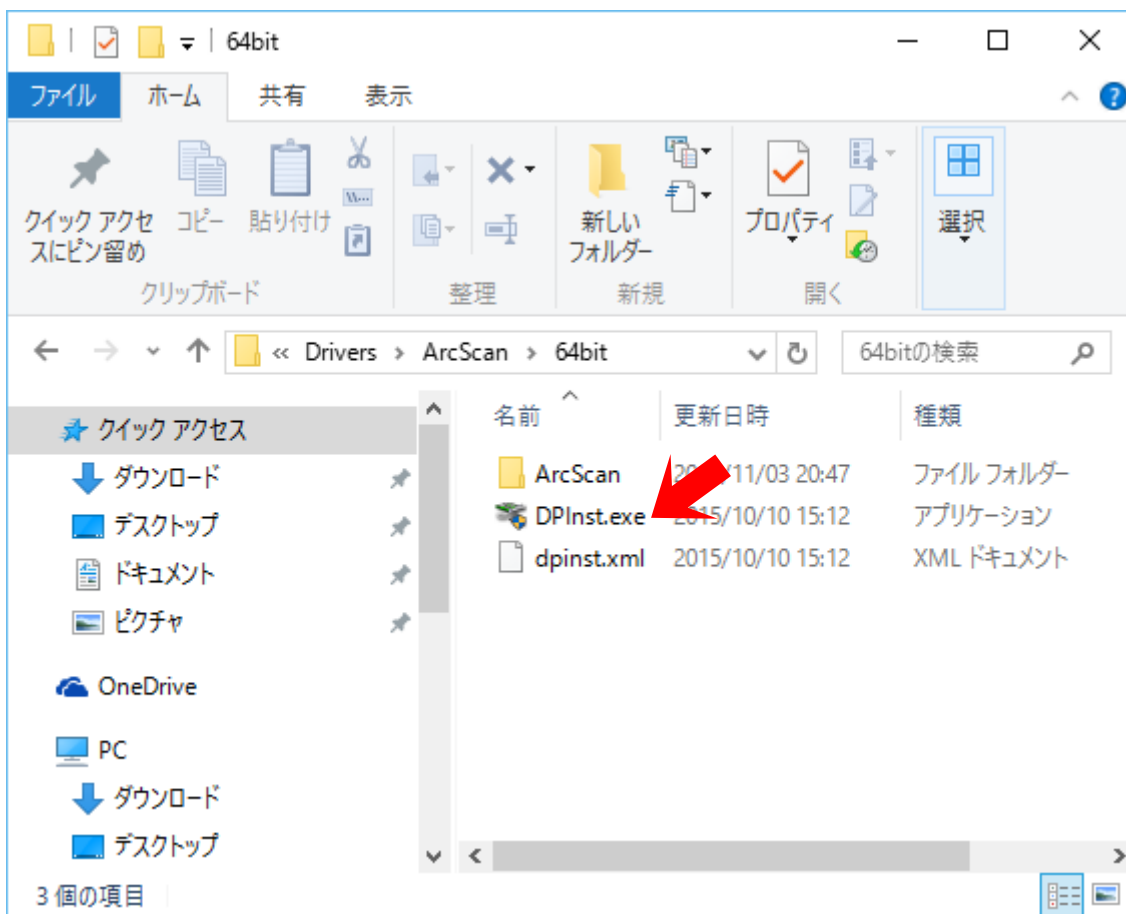 64bit
ファイル ホーム 共有 表示
クイック アクセスにピン留め
コピー
貼り付け
新しい
フォルダー
プロパティ
選択
クリップボード 整理 新規 開く
« Drivers › ArcScan › 64bit
64bitの検索
クイック アクセス
ダウンロード
デスクトップ
ドキュメント
ピクチャ
OneDrive
PC
ダウンロード
デスクトップ
名前 更新日時 種類
ArcScan 11/03 20:47 ファイル フォルダー
DPInst.exe 2015/10/10 15:12 アプリケーション
dpinst.xml 2015/10/10 15:12 XML ドキュメント
3 個の項目